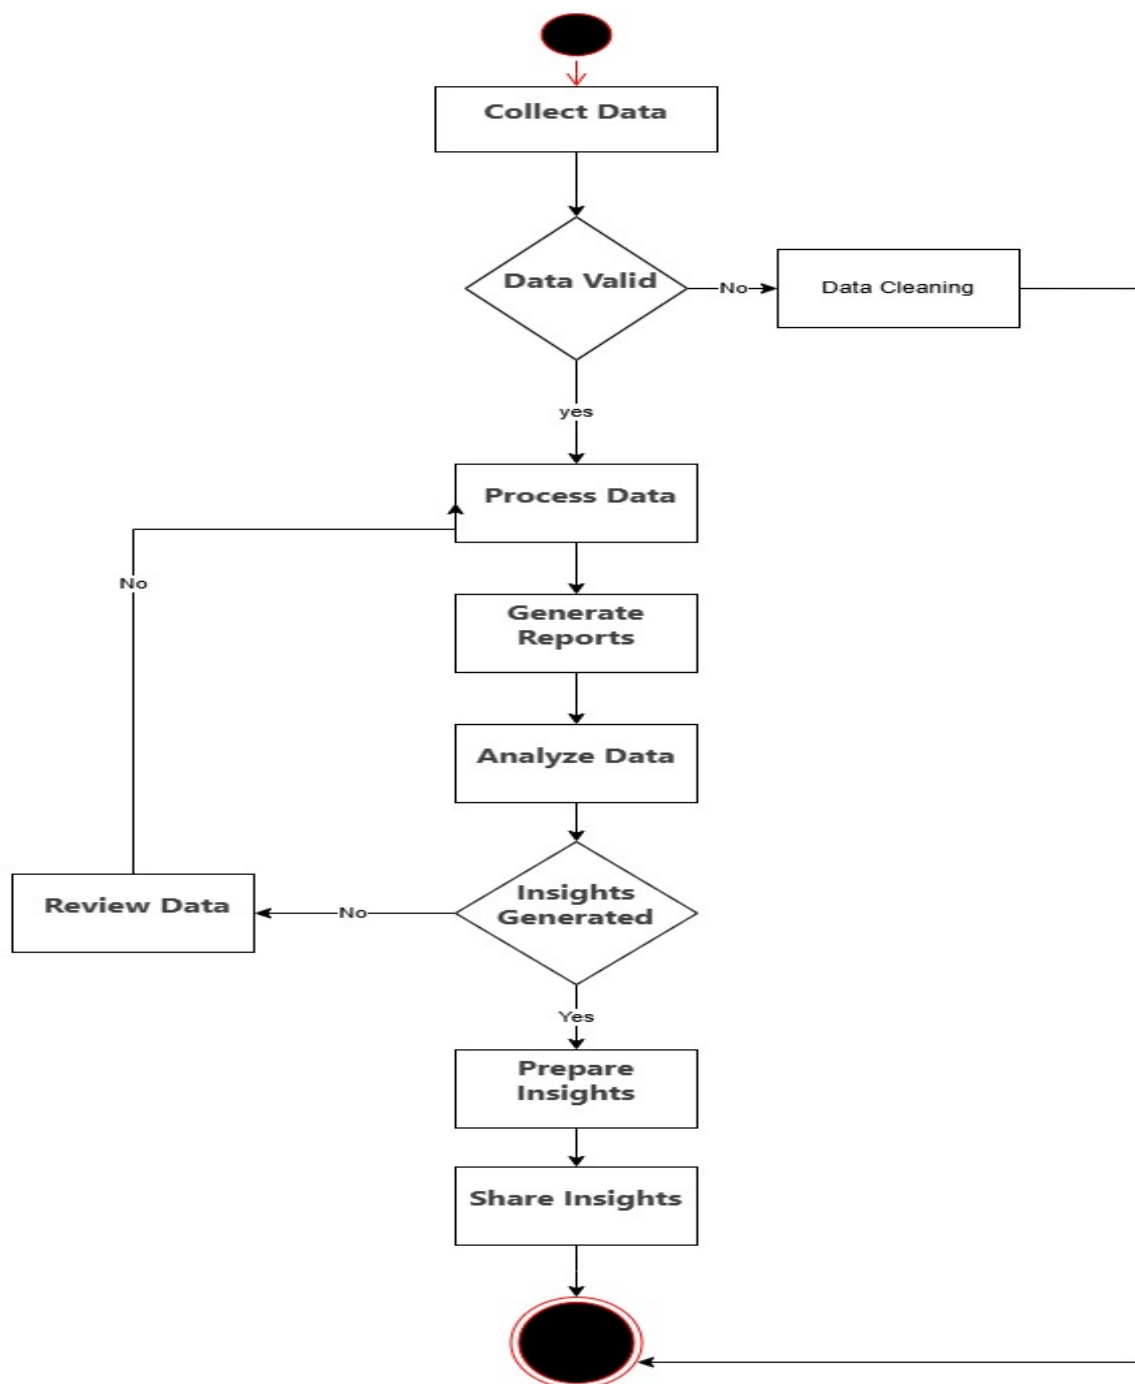 Collect Data
Data Valid
No
Data Cleaning
yes
Process Data
No
Generate
Reports
Analyze Data
Insights
Generated
No
Review Data
Yes
Prepare
Insights
Share Insights